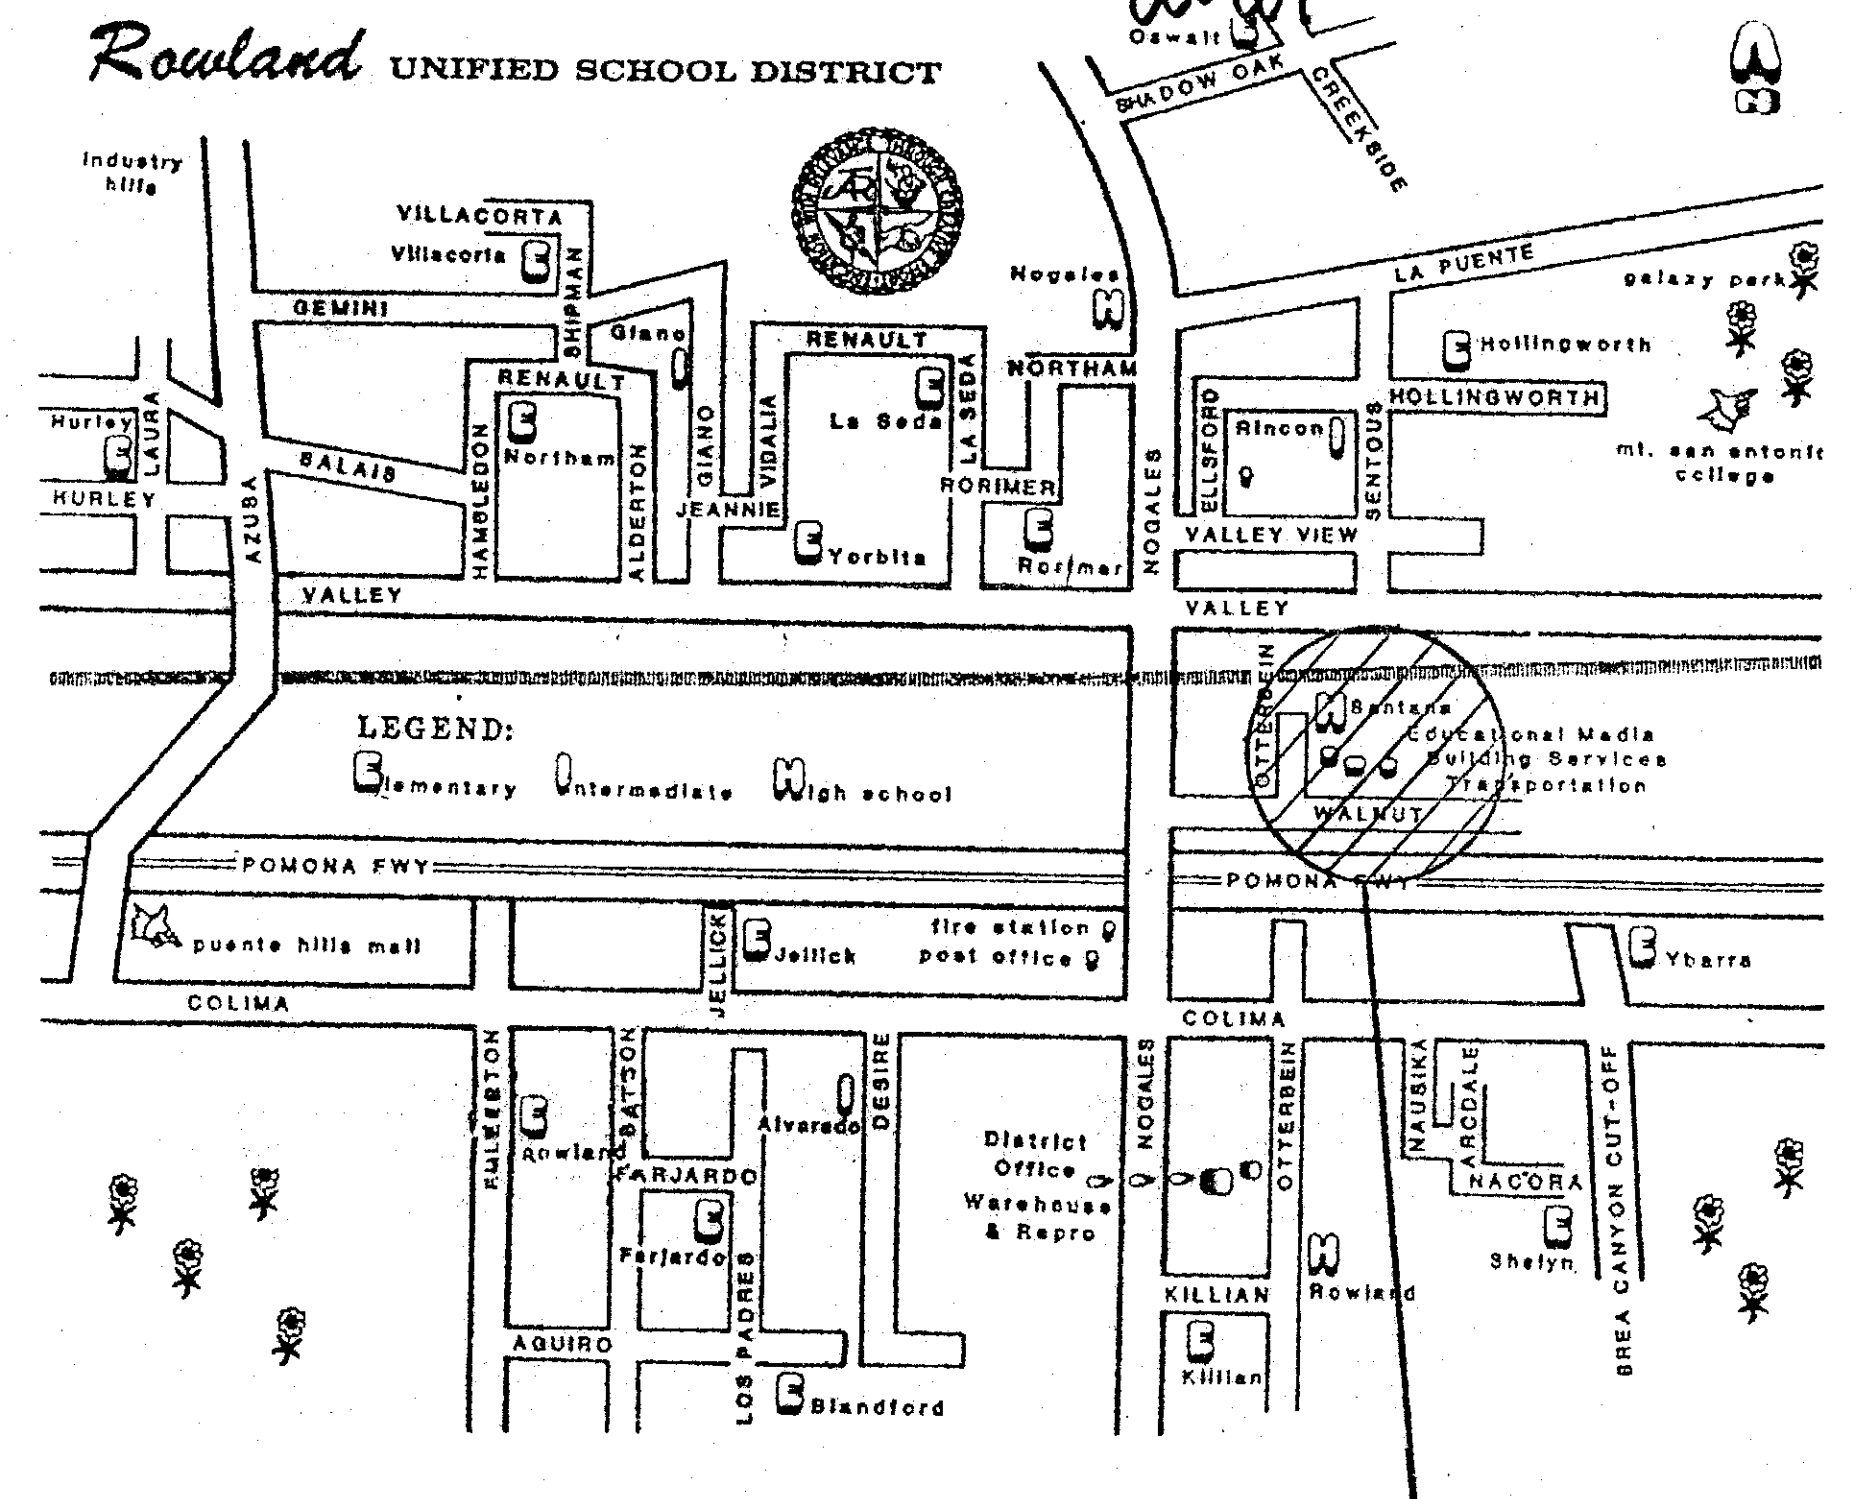 Rowland UNIFIED SCHOOL DISTRICT
Oswalt
SHADOW OAK
CREEKSIDE
N
Industry
hills
VILLACORTA
Villacorta
SHIPMAN
GEMINI
Giano
RENAULT
Northam
HAMBLEDON
ALDERTON
GIANO
VIDALIA
JEANNIE
RENAULT
La Seda
LA SEDA
Yorbita
RORIMER
Rorimer
Nogales
NORTHAM
NOGALES
LA PUENTE
galaxy park
Hollingworth
HOLLINGWORTH
ELLSFORD
Rincon
SENTOUS
mt. san antonio
college
VALLEY VIEW
Hurley
LAURA
HURLEY
AZUSA
BALAIS
VALLEY
VALLEY
OTTERBEIN
Santana
Educational Media
Building Services
Transportation
WALNUT
LEGEND:
Elementary
Intermediate
High school
POMONA FWY
POMONA FWY
puente hills mall
JELLICK
Jellick
fire station
post office
Ybarra
COLIMA
COLIMA
FULLERTON
Rowland
BATSON
FARJARDO
Farjardo
LOS PADRES
Alvarado
DESIRE
AGUIRO
Blandford
District
Office
Warehouse
& Repro
NOGALES
OTTERBEIN
KILLIAN
Killian
Rowland
NAUSIKA
ARCDALE
NACORA
Shelyn
BREA CANYON CUT-OFF